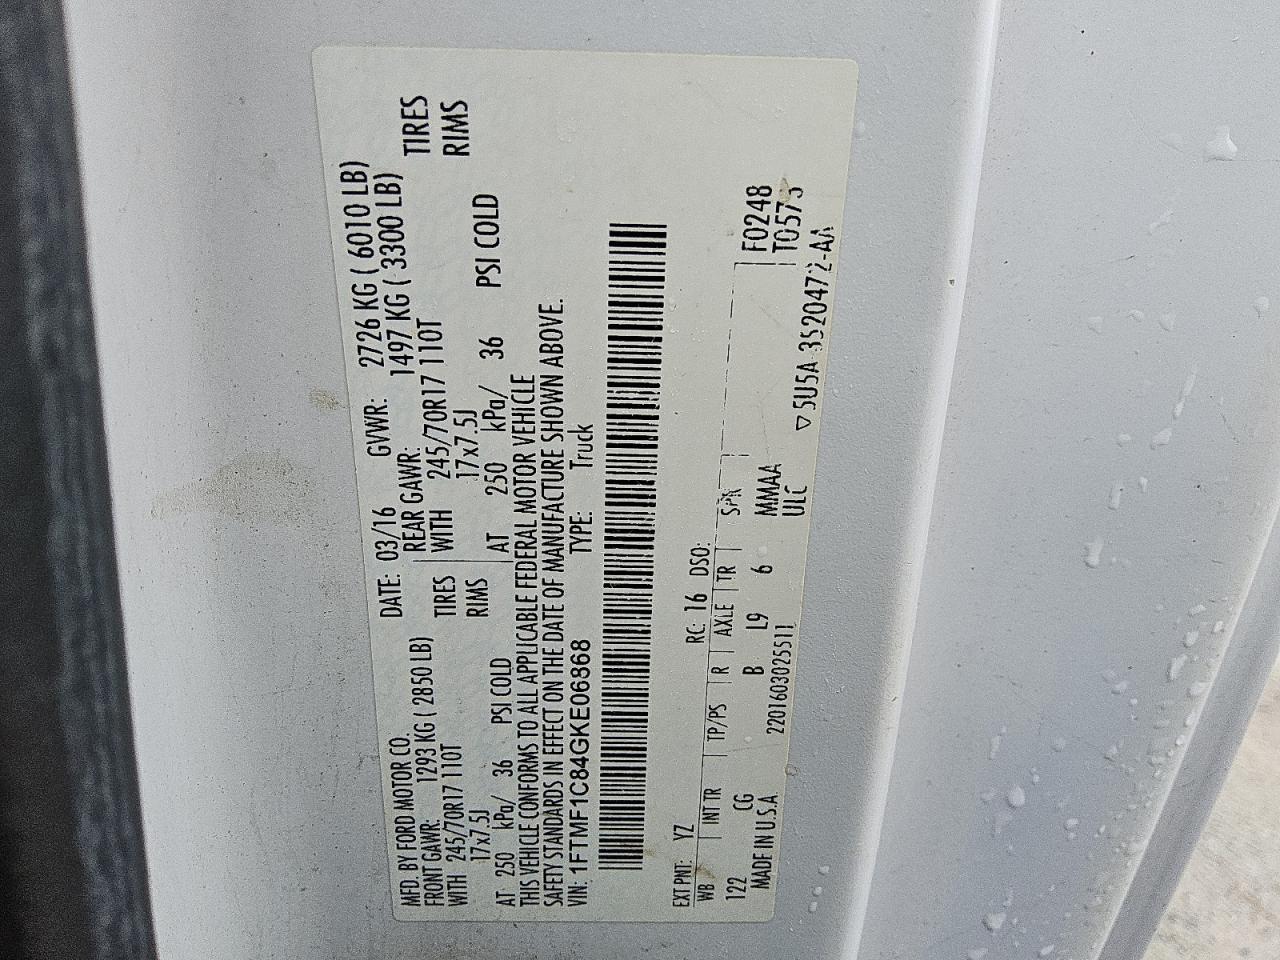 MFD. BY FORD MOTOR CO.
DATE: 03/16 GVWR: 2726 KG ( 6010 LB)
FRONT GAWR: 1293 KG ( 2850 LB) REAR GAWR: 1497 KG ( 3300 LB)
WITH 245/70R17 110T TIRES WITH 245/70R17 110T TIRES
17x7.5J RIMS 17x7.5J RIMS
AT 250 kPa/ 36 PSI COLD AT 250 kPa/ 36 PSI COLD
THIS VEHICLE CONFORMS TO ALL APPLICABLE FEDERAL MOTOR VEHICLE
SAFETY STANDARDS IN EFFECT ON THE DATE OF MANUFACTURE SHOWN ABOVE.
VIN: 1FTMF1C84GKE06868 TYPE: Truck
EXT PNT: YZ RC: 16 DSO:
WB INT TR TP/PS R AXLE TR SPR F0248
122 CG B L9 6 MMAA
MADE IN U.S.A. 2201603025511 ULC
▽ 5U5A-3520472-AA